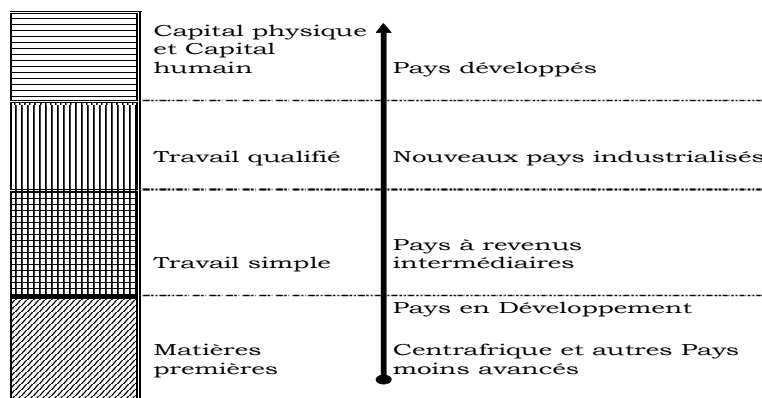 Capital physique
et Capital
humain
Pays développés
Travail qualifié
Nouveaux pays industrialisés
Travail simple
Pays à revenus
intermédiaires
Pays en Développement
Matières
premières
Centrafrique et autres Pays
moins avancés